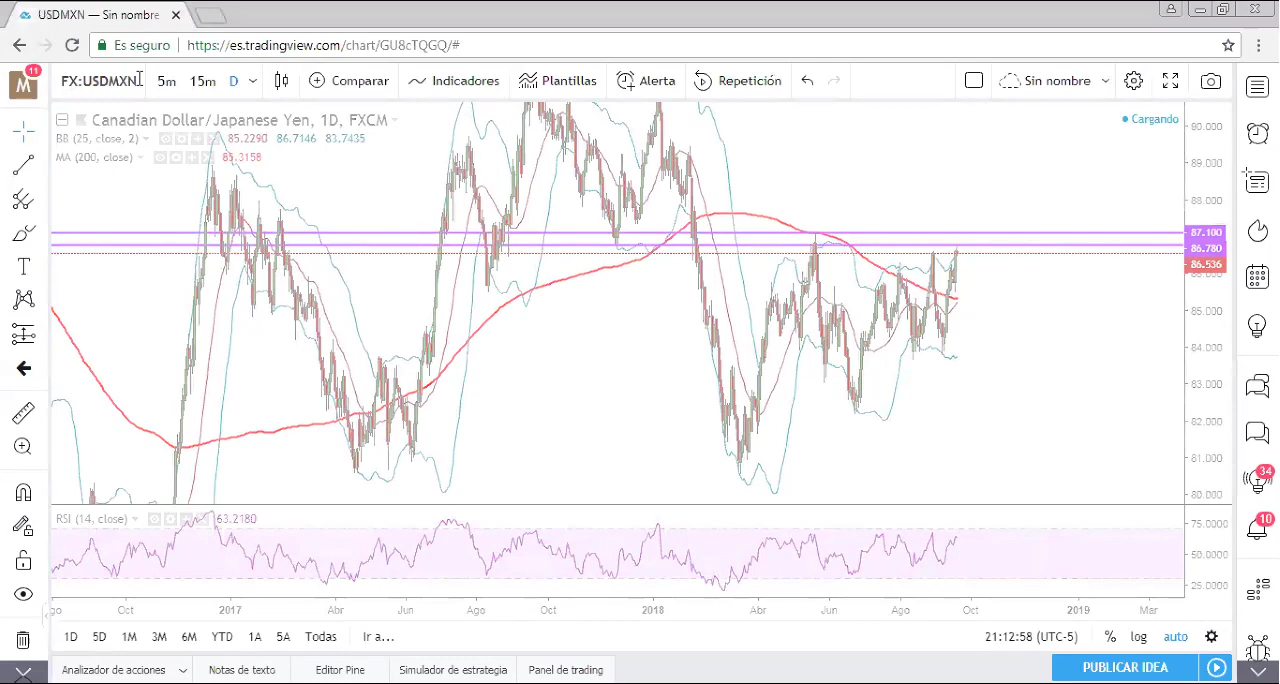 USDMXN — Sin nombre
Es seguro https://es.tradingview.com/chart/GU8cTQGQ/#
M 11 FX:USDMXN 5m 15m D Comparar Indicadores Plantillas Alerta Repetición Sin nombre
Canadian Dollar/Japanese Yen, 1D, FXCM
Cargando
BB (25, close, 2) 85.2290 86.7146 83.7435
MA (200, close) 85.3158
90.000
89.000
88.000
87.100
86.780
86.536
85.000
84.000
83.000
82.000
81.000
80.000
RSI (14, close) 63.2180
75.0000
50.0000
25.0000
34
10
go Oct 2017 Abr Jun Ago Oct 2018 Abr Jun Ago Oct 2019 Mar
1D 5D 1M 3M 6M YTD 1A 5A Todas Ir a... 21:12:58 (UTC-5) % log auto
Analizador de acciones Notas de texto Editor Pine Simulador de estrategia Panel de trading PUBLICAR IDEA